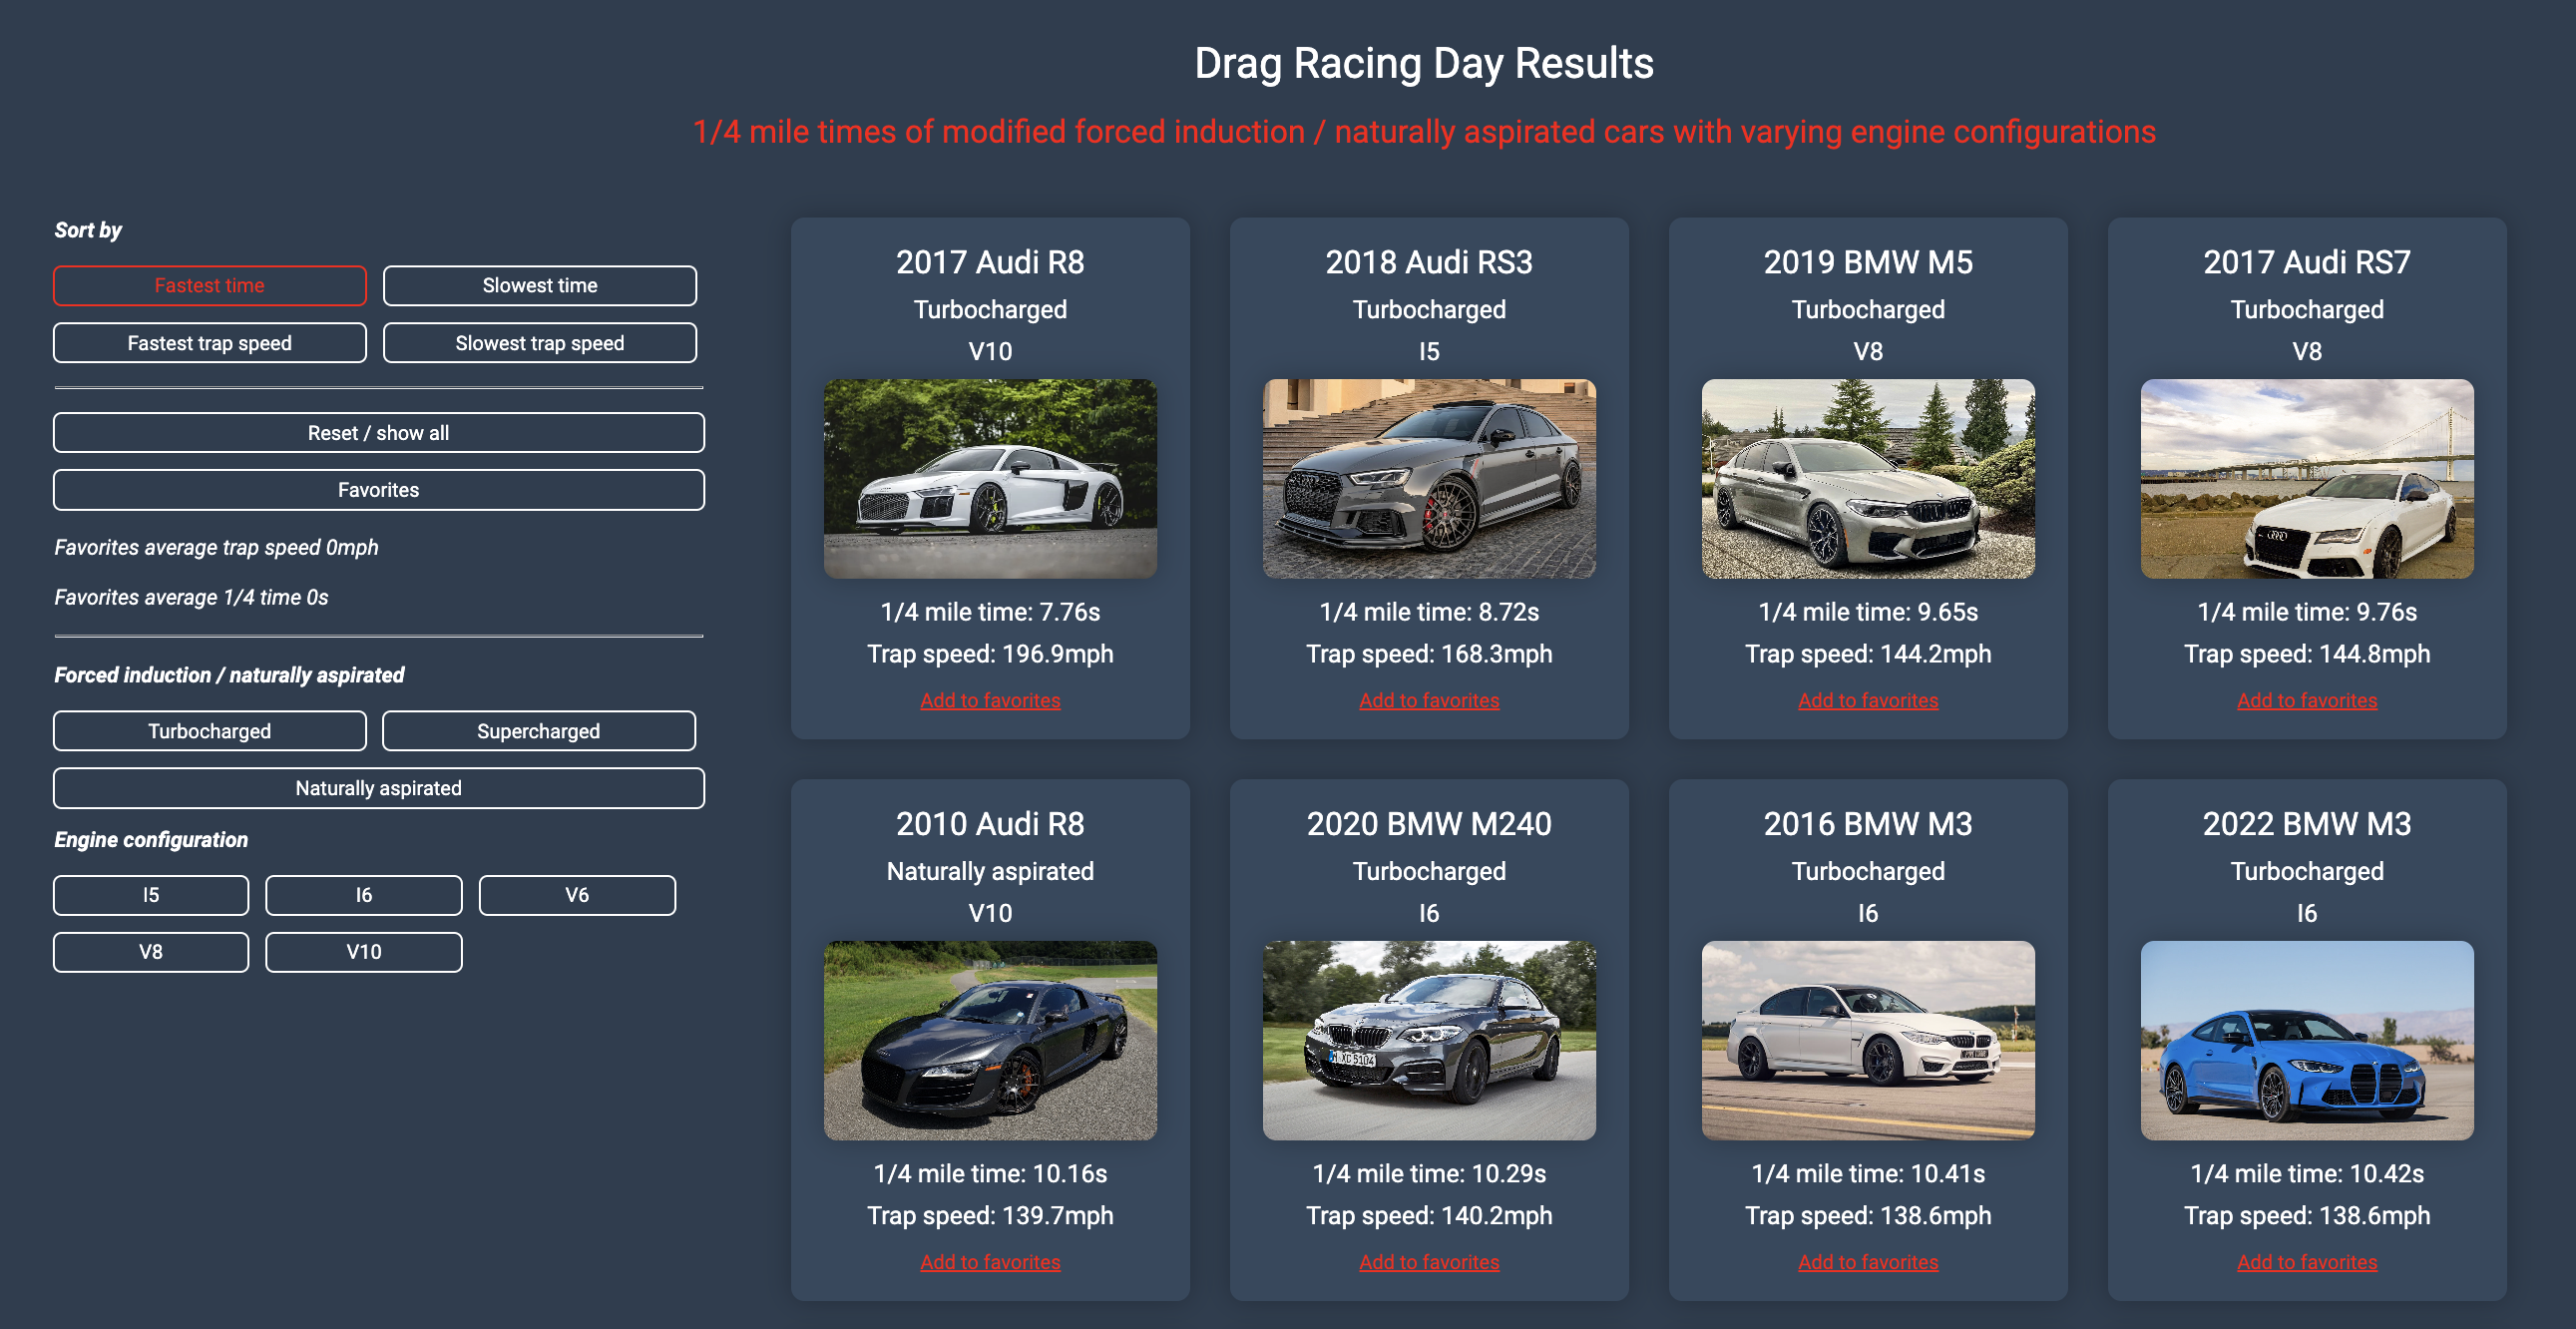 Drag Racing Day Results
1/4 mile times of modified forced induction / naturally aspirated cars with varying engine configurations
Sort by
Fastest time
Slowest time
Fastest trap speed
Slowest trap speed
Reset / show all
Favorites
Favorites average trap speed 0mph
Favorites average 1/4 time 0s
Forced induction / naturally aspirated
Turbocharged
Supercharged
Naturally aspirated
Engine configuration
I5
I6
V6
V8
V10
2017 Audi R8
Turbocharged
V10
1/4 mile time: 7.76s
Trap speed: 196.9mph
Add to favorites
2018 Audi RS3
Turbocharged
I5
1/4 mile time: 8.72s
Trap speed: 168.3mph
Add to favorites
2019 BMW M5
Turbocharged
V8
1/4 mile time: 9.65s
Trap speed: 144.2mph
Add to favorites
2017 Audi RS7
Turbocharged
V8
1/4 mile time: 9.76s
Trap speed: 144.8mph
Add to favorites
2010 Audi R8
Naturally aspirated
V10
1/4 mile time: 10.16s
Trap speed: 139.7mph
Add to favorites
2020 BMW M240
Turbocharged
I6
1/4 mile time: 10.29s
Trap speed: 140.2mph
Add to favorites
2016 BMW M3
Turbocharged
I6
1/4 mile time: 10.41s
Trap speed: 138.6mph
Add to favorites
2022 BMW M3
Turbocharged
I6
1/4 mile time: 10.42s
Trap speed: 138.6mph
Add to favorites